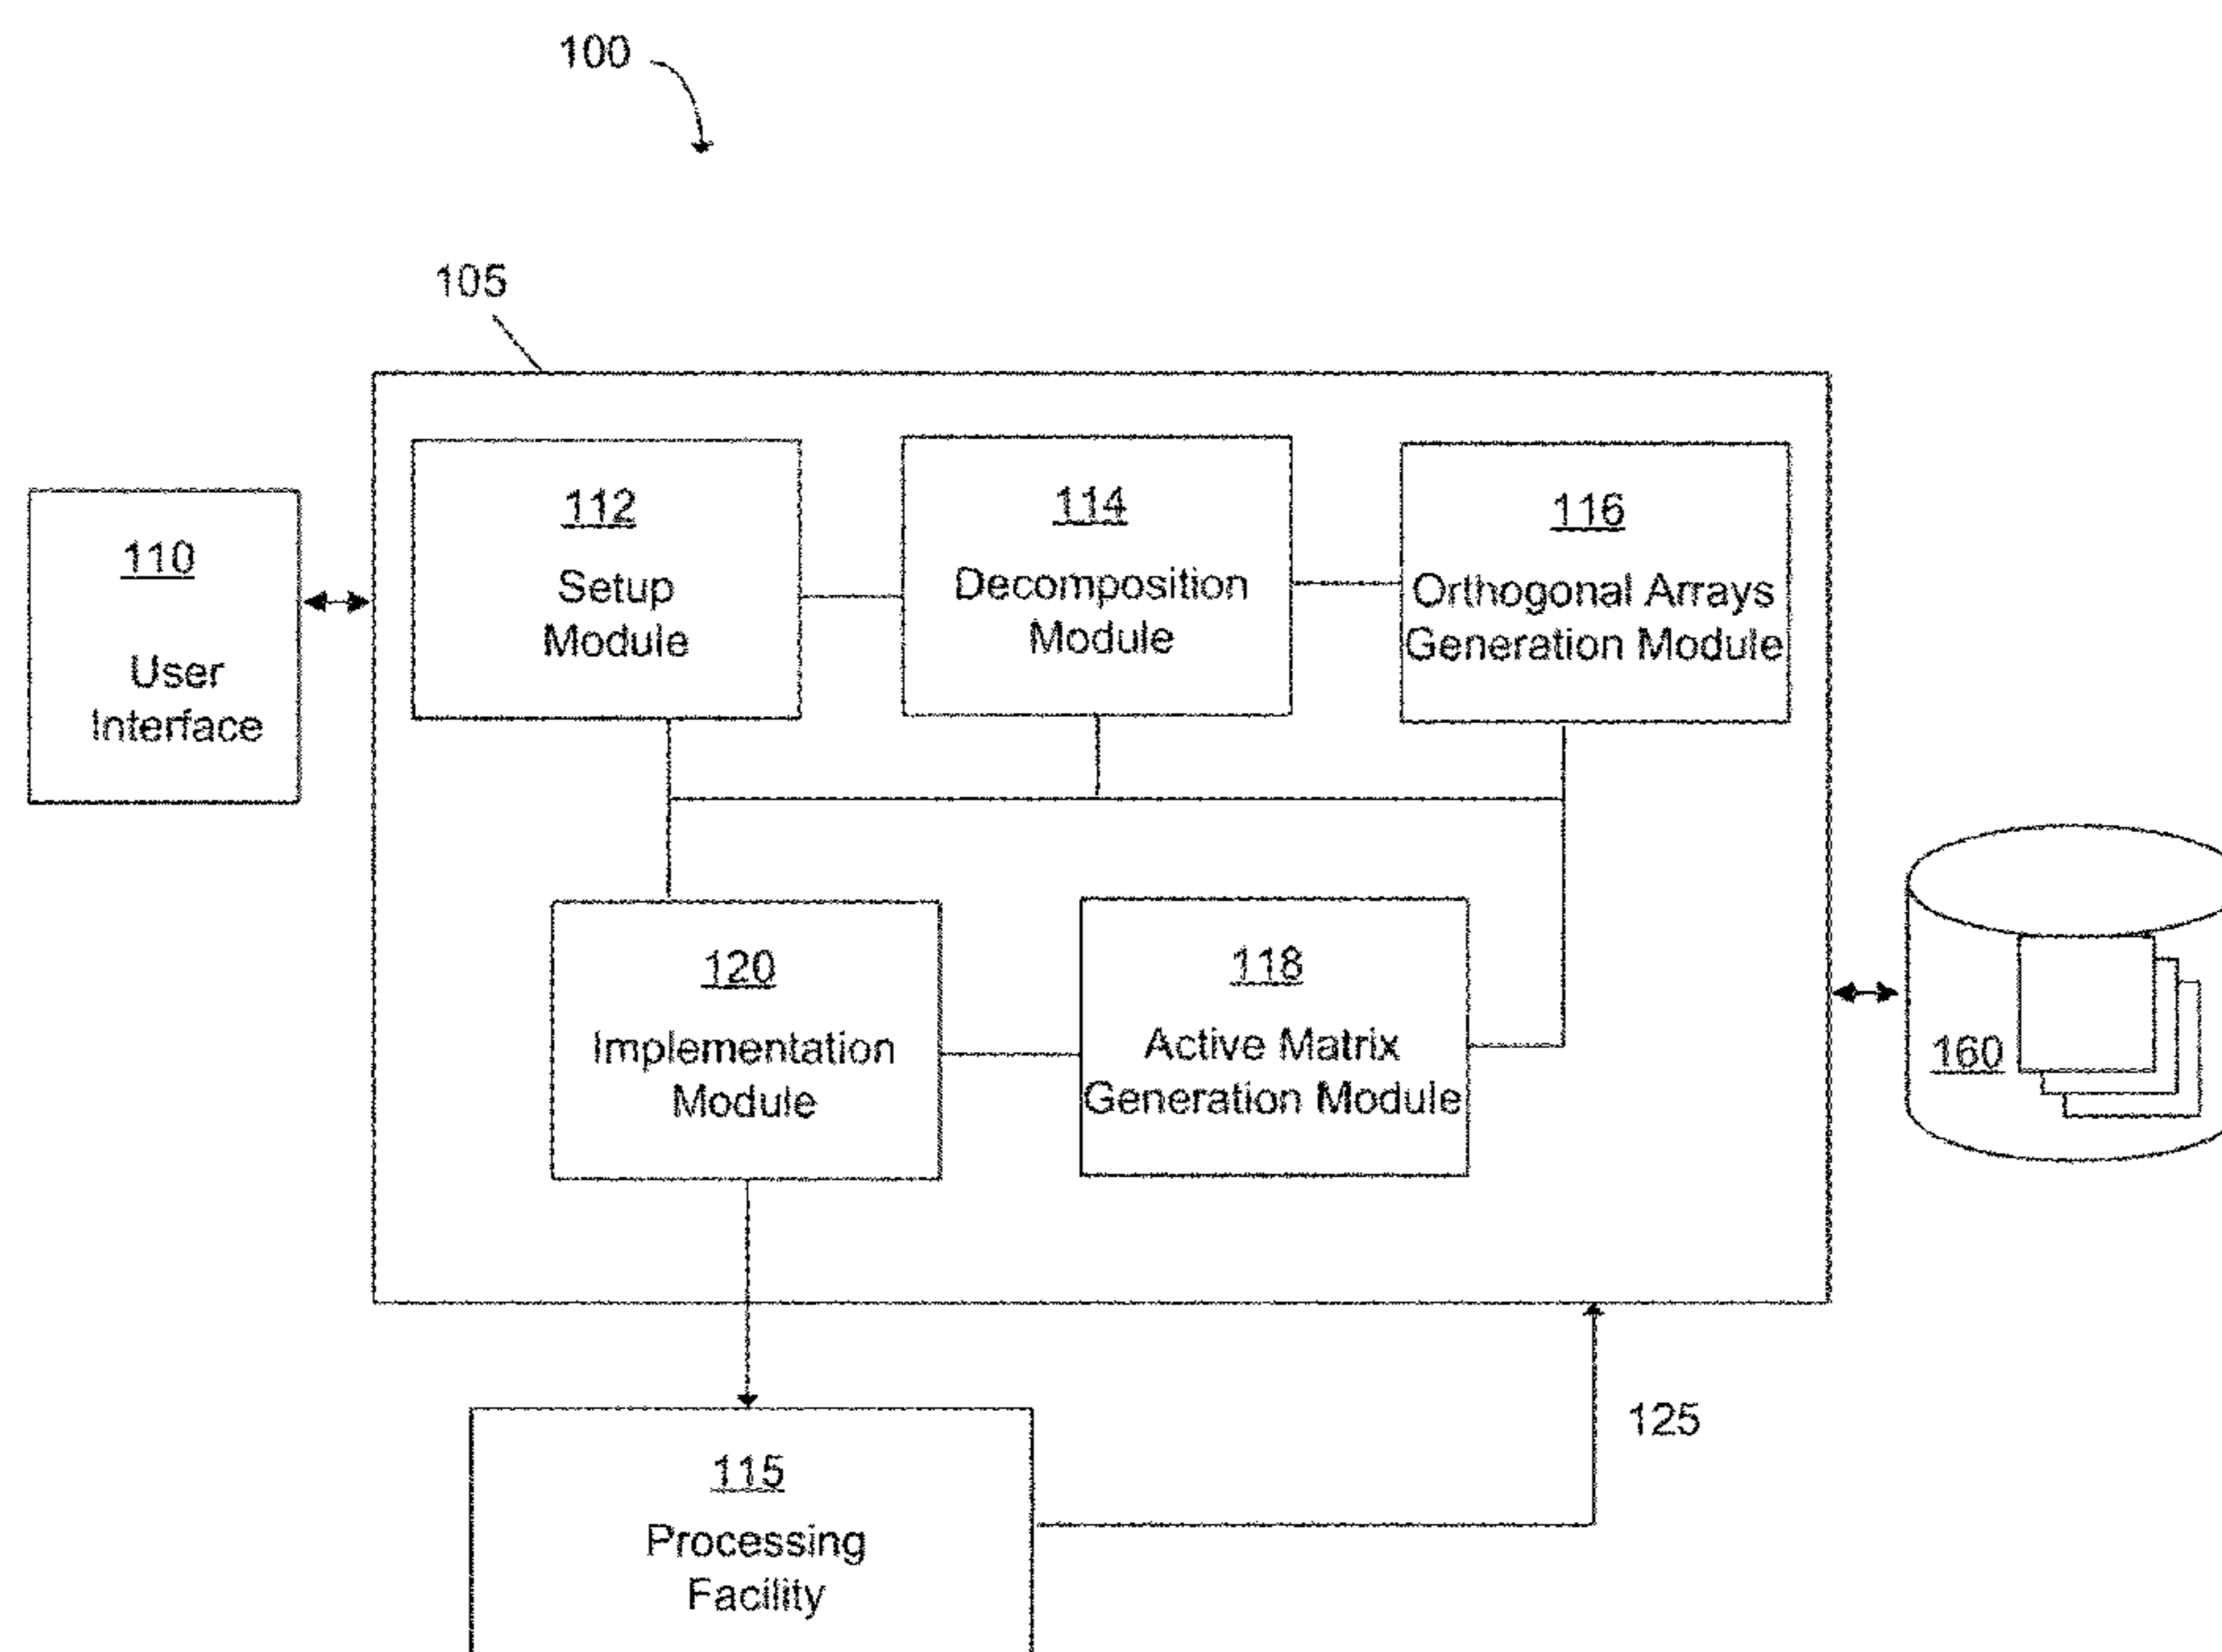 100
105
110
User
Interface
112
Setup
Module
114
Decomposition
Module
116
Orthogonal Arrays
Generation Module
120
Implementation
Module
118
Active Matrix
Generation Module
160
125
115
Processing
Facility